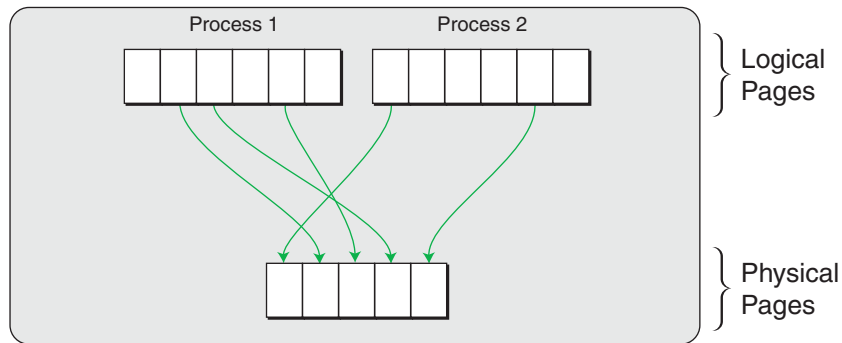 Process 1
Process 2
Logical
Pages
Physical
Pages